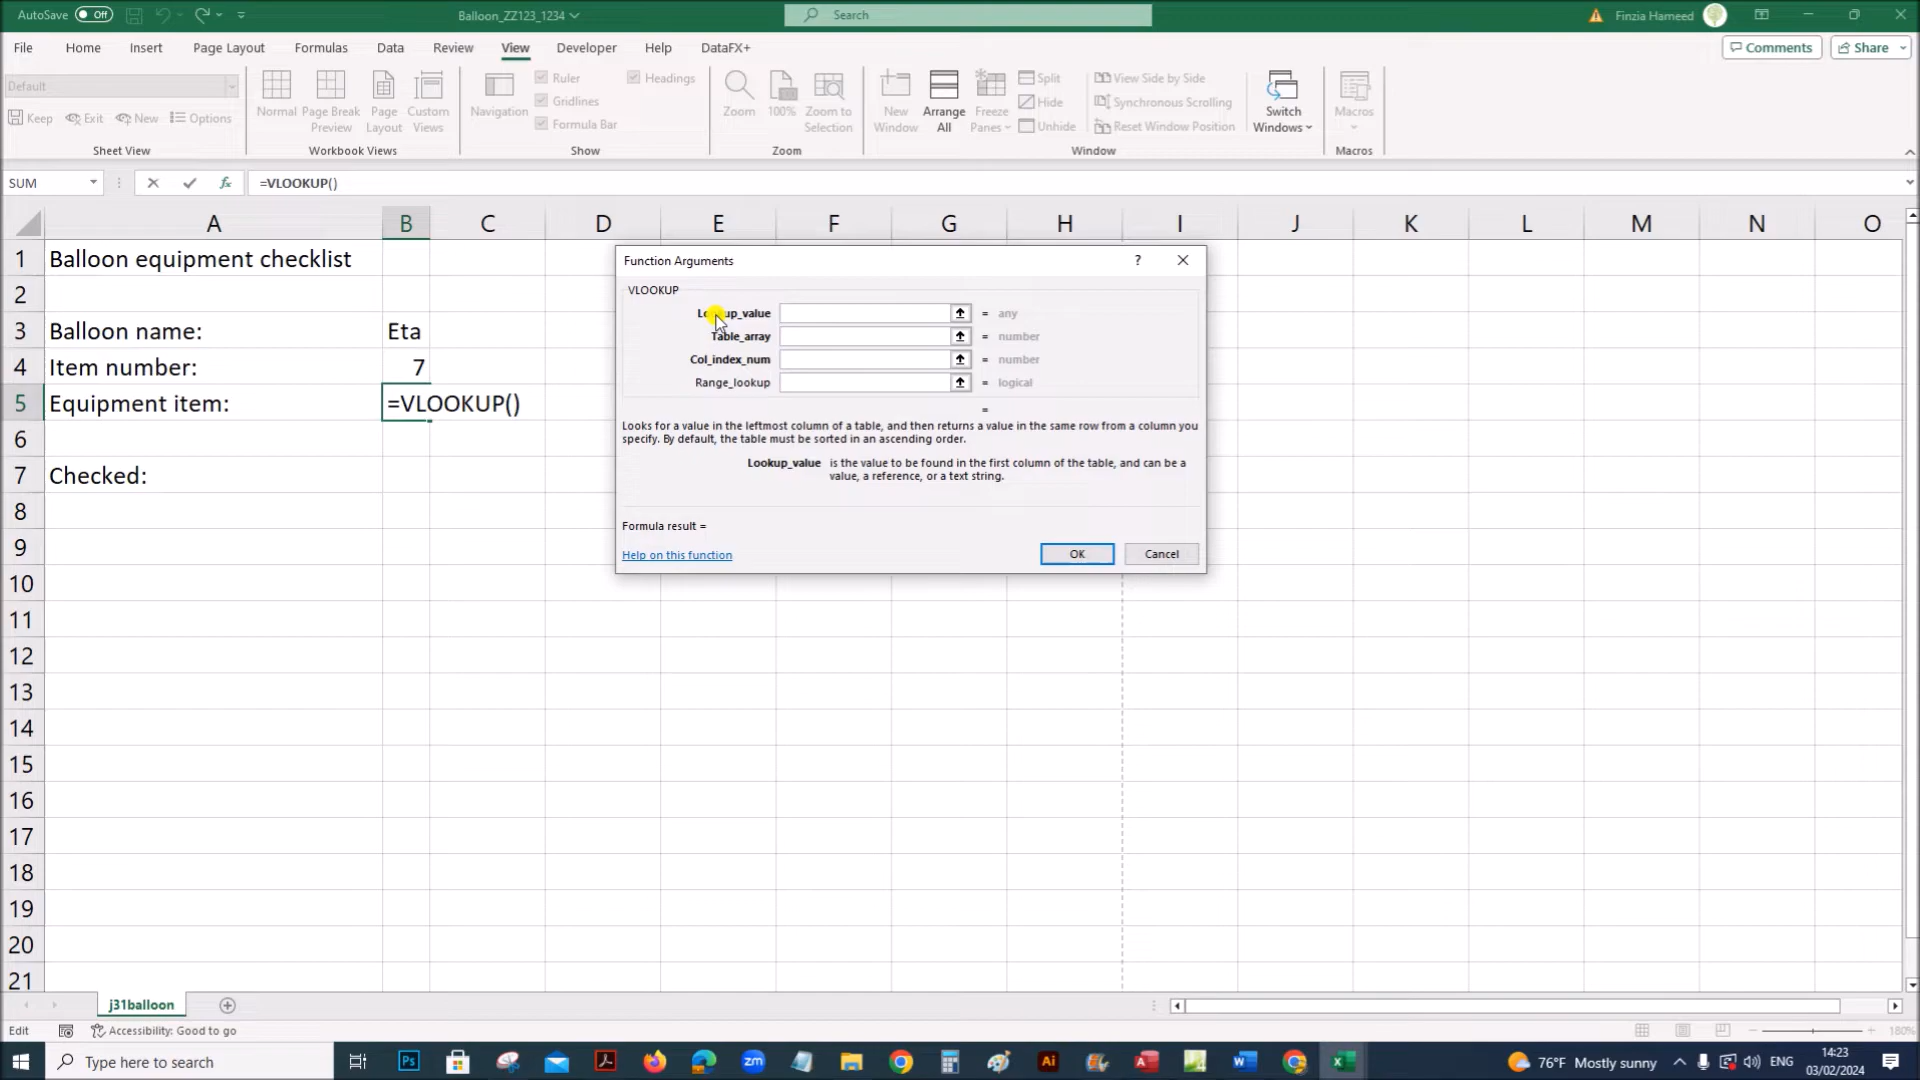 AutoSave Off Balloon_ZZ123_1234 Search Finzia Hameed
File Home Insert Page Layout Formulas Data Review View Developer Help DataFX+ Comments Share
Default
Keep Exit New Options
Sheet View
Normal Page Break Preview Page Layout Custom Views
Workbook Views
Navigation Ruler Gridlines Formula Bar Headings
Show
Zoom 100% Zoom to Selection
Zoom
New Window Arrange All Freeze Panes Split Hide Unhide View Side by Side Synchronous Scrolling Reset Window Position Switch Windows
Window
Macros
Macros
SUM fx =VLOOKUP()
A B C D E F G H I J K L M N O
1 Balloon equipment checklist
2
3 Balloon name: Eta
4 Item number: 7
5 Equipment item: =VLOOKUP()
6
7 Checked:
8
9
10
11
12
13
14
15
16
17
18
19
20
21
Function Arguments ?
VLOOKUP
Lookup_value = any
Table_array = number
Col_index_num = number
Range_lookup = logical
=
Looks for a value in the leftmost column of a table, and then returns a value in the same row from a column you
specify. By default, the table must be sorted in an ascending order.
Lookup_value is the value to be found in the first column of the table, and can be a
value, a reference, or a text string.
Formula result =
Help on this function OK Cancel
j31balloon
Edit Accessibility: Good to go 180%
Type here to search Ps zm Ai 76°F Mostly sunny ENG 14:23
03/02/2024